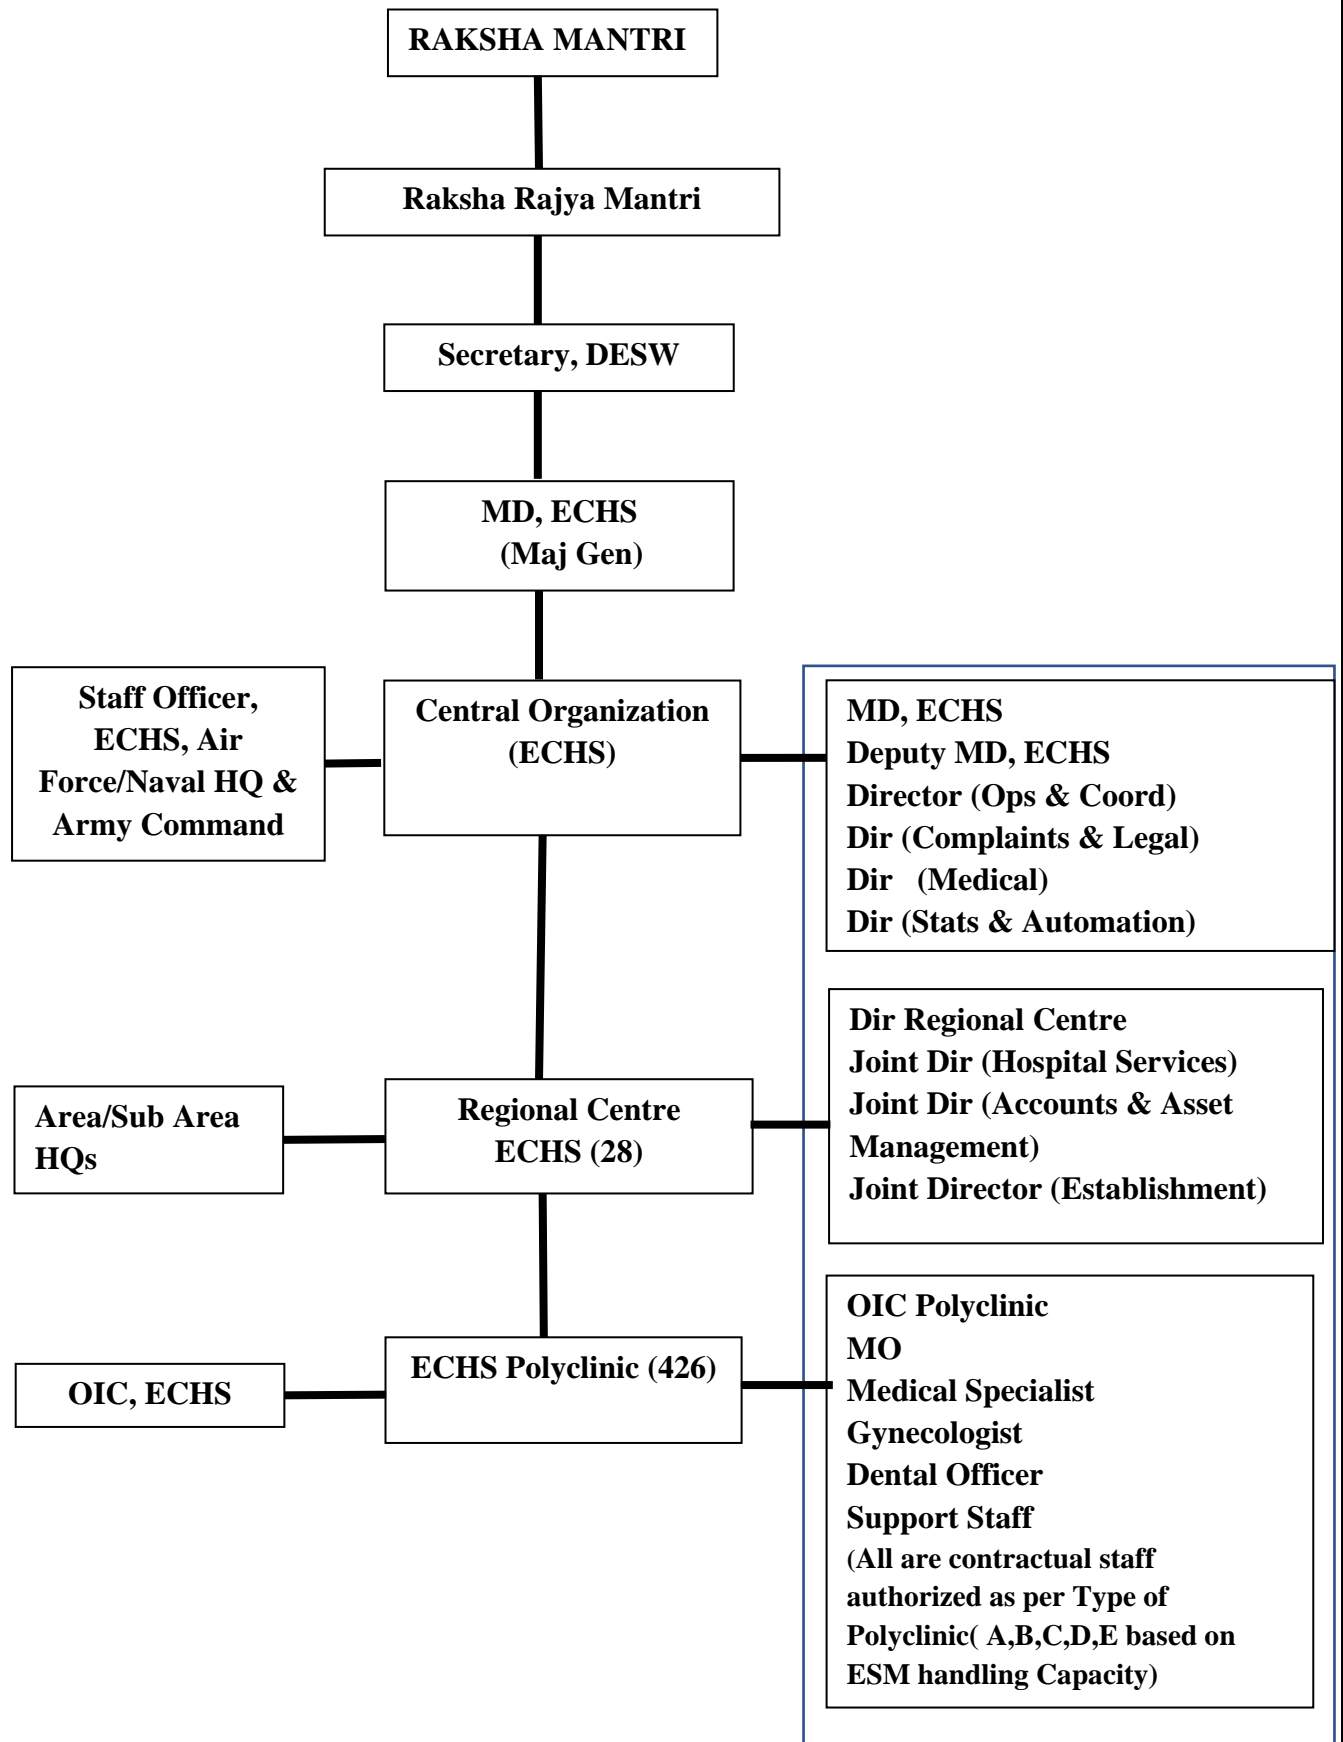 RAKSHA MANTRI
Raksha Rajya Mantri
Secretary, DESW
MD, ECHS
(Maj Gen)
Staff Officer,
ECHS, Air
Force/Naval HQ &
Army Command
Central Organization
(ECHS)
MD, ECHS
Deputy MD, ECHS
Director (Ops & Coord)
Dir (Complaints & Legal)
Dir (Medical)
Dir (Stats & Automation)
Area/Sub Area
HQs
Regional Centre
ECHS (28)
Dir Regional Centre
Joint Dir (Hospital Services)
Joint Dir (Accounts & Asset
Management)
Joint Director (Establishment)
OIC, ECHS
ECHS Polyclinic (426)
OIC Polyclinic
MO
Medical Specialist
Gynecologist
Dental Officer
Support Staff
(All are contractual staff
authorized as per Type of
Polyclinic( A,B,C,D,E based on
ESM handling Capacity)